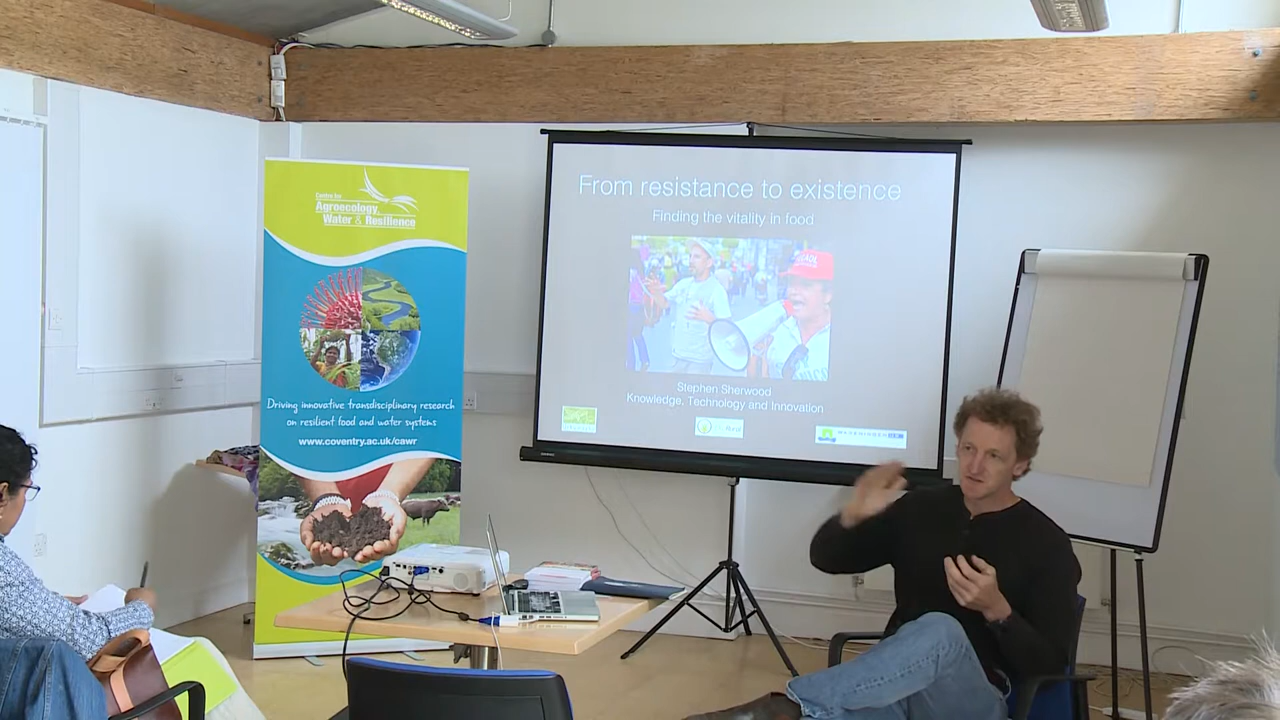 Centre for
Agroecology,
Water & Resilience
Driving innovative transdisciplinary research
on resilient food and water systems
www.coventry.ac.uk/cawr
From resistance to existence
Finding the vitality in food
Stephen Sherwood
Knowledge, Technology and Innovation